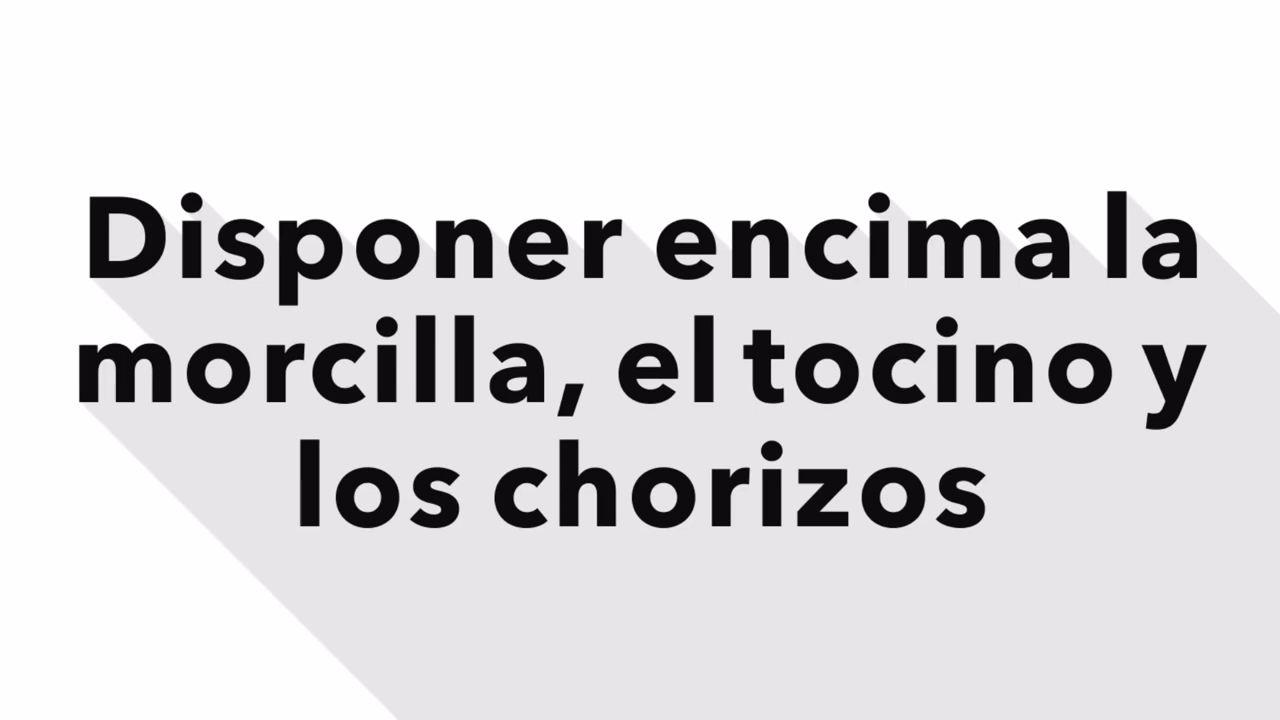 Disponer encima la
morcilla, el tocino y
los chorizos